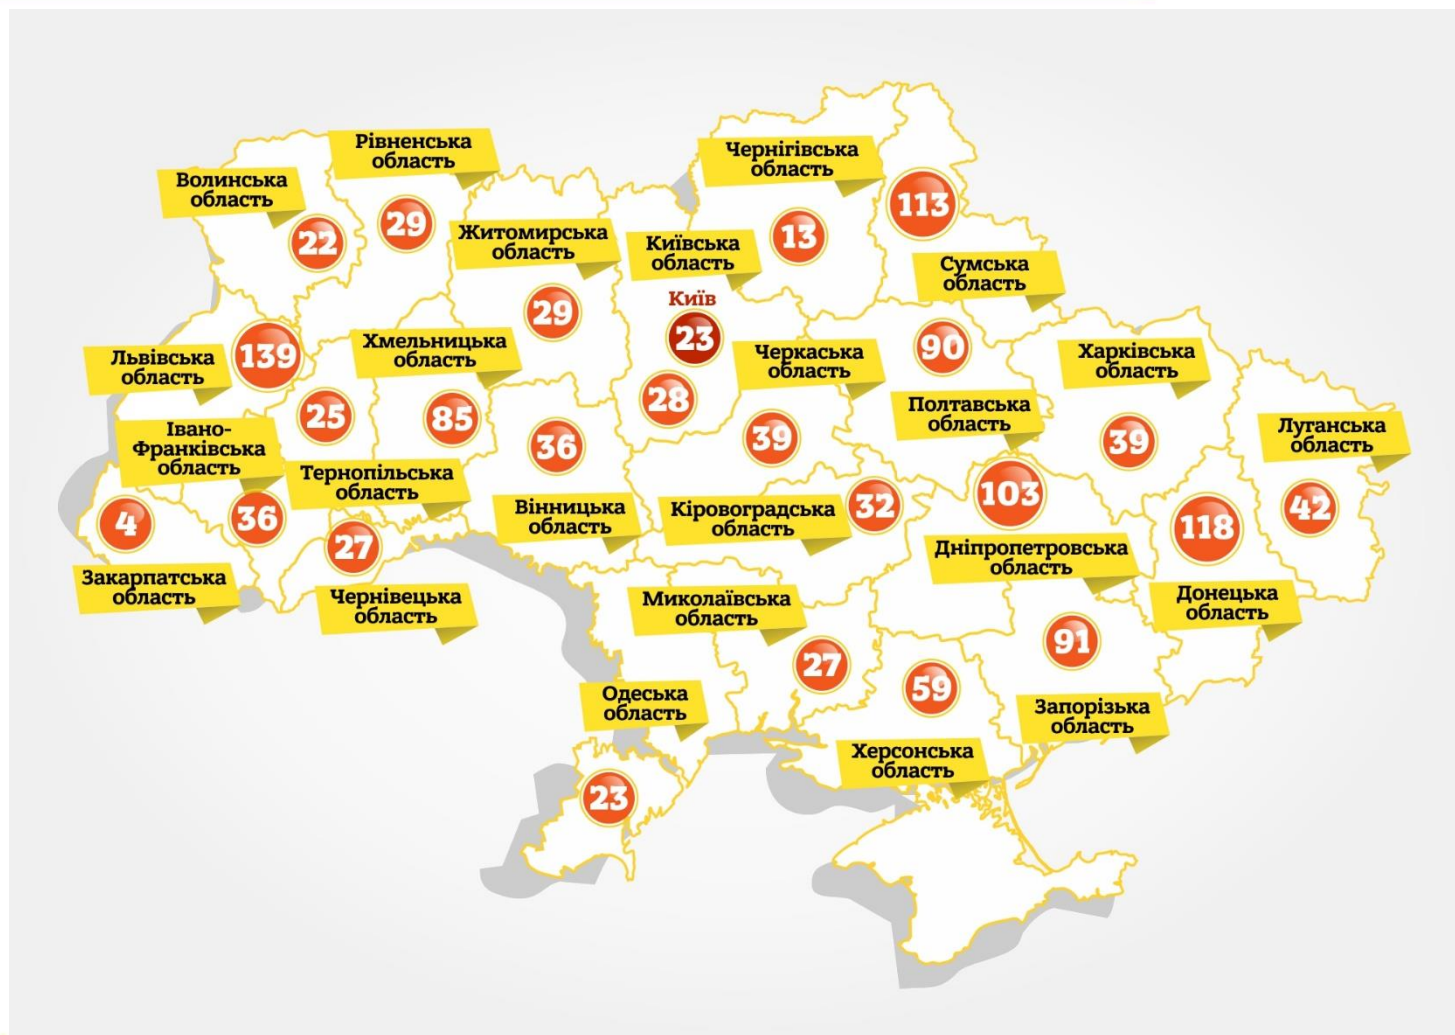 Рівненська
область
Волинська
область
22
29
Житомирська
область
29
Київська
область
Київ
23
28
Чернігівська
область
13
113
Сумська
область
Львівська
область
139
Хмельницька
область
25
85
36
Черкаська
область
39
90
Полтавська
область
Харківська
область
39
Луганська
область
42
Івано-
Франківська
область
Тернопільська
область
4
36
27
Вінницька
область
Кіровоградська
область
32
103
Дніпропетровська
область
118
Донецька
область
Закарпатська
область
Чернівецька
область
Миколаївська
область
27
59
91
Запорізька
область
Одеська
область
Херсонська
область
23